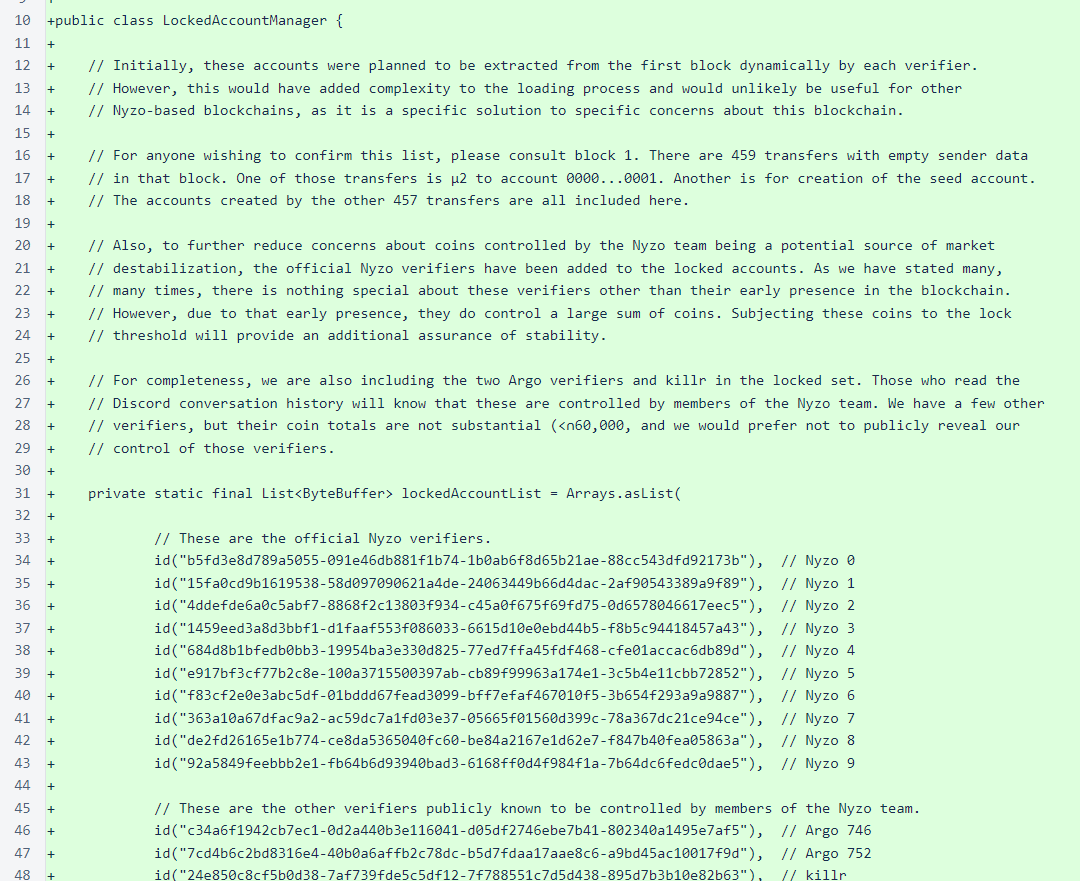 10 +public class LockedAccountManager {
11 +
12 + // Initially, these accounts were planned to be extracted from the first block dynamically by each verifier.
13 + // However, this would have added complexity to the loading process and would unlikely be useful for other
14 + // Nyzo-based blockchains, as it is a specific solution to specific concerns about this blockchain.
15 +
16 + // For anyone wishing to confirm this list, please consult block 1. There are 459 transfers with empty sender data
17 + // in that block. One of those transfers is µ2 to account 0000...0001. Another is for creation of the seed account.
18 + // The accounts created by the other 457 transfers are all included here.
19 +
20 + // Also, to further reduce concerns about coins controlled by the Nyzo team being a potential source of market
21 + // destabilization, the official Nyzo verifiers have been added to the locked accounts. As we have stated many,
22 + // many times, there is nothing special about these verifiers other than their early presence in the blockchain.
23 + // However, due to that early presence, they do control a large sum of coins. Subjecting these coins to the lock
24 + // threshold will provide an additional assurance of stability.
25 +
26 + // For completeness, we are also including the two Argo verifiers and killr in the locked set. Those who read the
27 + // Discord conversation history will know that these are controlled by members of the Nyzo team. We have a few other
28 + // verifiers, but their coin totals are not substantial (<∩60,000, and we would prefer not to publicly reveal our
29 + // control of those verifiers.
30 +
31 + private static final List<ByteBuffer> lockedAccountList = Arrays.asList(
32 +
33 + // These are the official Nyzo verifiers.
34 + id("b5fd3e8d789a5055-091e46db881f1b74-1b0ab6f8d65b21ae-88cc543dfd92173b"), // Nyzo 0
35 + id("15fa0cd9b1619538-58d097090621a4de-24063449b66d4dac-2af90543389a9f89"), // Nyzo 1
36 + id("4ddefde6a0c5abf7-8868f2c13803f934-c45a0f675f69fd75-0d6578046617eec5"), // Nyzo 2
37 + id("1459eed3a8d3bbf1-d1faaf553f086033-6615d10e0ebd44b5-f8b5c94418457a43"), // Nyzo 3
38 + id("684d8b1bfedb0bb3-19954ba3e330d825-77ed7ffa45fdf468-cfe01accac6db89d"), // Nyzo 4
39 + id("e917bf3cf77b2c8e-100a3715500397ab-cb89f99963a174e1-3c5b4e11cbb72852"), // Nyzo 5
40 + id("f83cf2e0e3abc5df-01bddd67fead3099-bff7efaf467010f5-3b654f293a9a9887"), // Nyzo 6
41 + id("363a10a67dfac9a2-ac59dc7a1fd03e37-05665f01560d399c-78a367dc21ce94ce"), // Nyzo 7
42 + id("de2fd26165e1b774-ce8da5365040fc60-be84a2167e1d62e7-f847b40fea05863a"), // Nyzo 8
43 + id("92a5849feebbb2e1-fb64b6d93940bad3-6168ff0d4f984f1a-7b64dc6fedc0dae5"), // Nyzo 9
44 +
45 + // These are the other verifiers publicly known to be controlled by members of the Nyzo team.
46 + id("c34a6f1942cb7ec1-0d2a440b3e116041-d05df2746ebe7b41-802340a1495e7af5"), // Argo 746
47 + id("7cd4b6c2bd8316e4-40b0a6affb2c78dc-b5d7fdaa17aae8c6-a9bd45ac10017f9d"), // Argo 752
48 + id("24e850c8cf5b0d38-7af739fde5c5df12-7f788551c7d5d438-895d7b3b10e82b63"), // killr